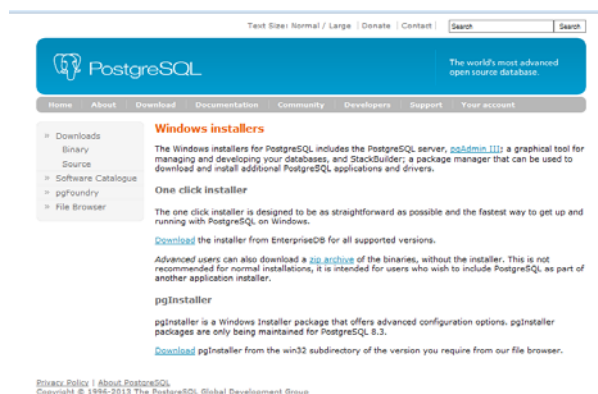 Text Size: Normal / Large | Donate | Contact | Search Search
PostgreSQL
The world's most advanced
open source database.
Home About Download Documentation Community Developers Support Your account
» Downloads
Binary
Source
» Software Catalogue
» pgFoundry
» File Browser
Windows installers
The Windows installers for PostgreSQL includes the PostgreSQL server, pgAdmin III; a graphical tool for
managing and developing your databases, and StackBuilder; a package manager that can be used to
download and install additional PostgreSQL applications and drivers.
One click installer
The one click installer is designed to be as straightforward as possible and the fastest way to get up and
running with PostgreSQL on Windows.
Download the installer from EnterpriseDB for all supported versions.
Advanced users can also download a zip archive of the binaries, without the installer. This is not
recommended for normal installations, it is intended for users who wish to include PostgreSQL as part of
another application installer.
pgInstaller
pgInstaller is a Windows Installer package that offers advanced configuration options. pgInstaller
packages are only being maintained for PostgreSQL 8.3.
Download pgInstaller from the win32 subdirectory of the version you require from our file browser.
Privacy Policy | About PostgreSQL
Copyright © 1996-2013 The PostgreSQL Global Development Group